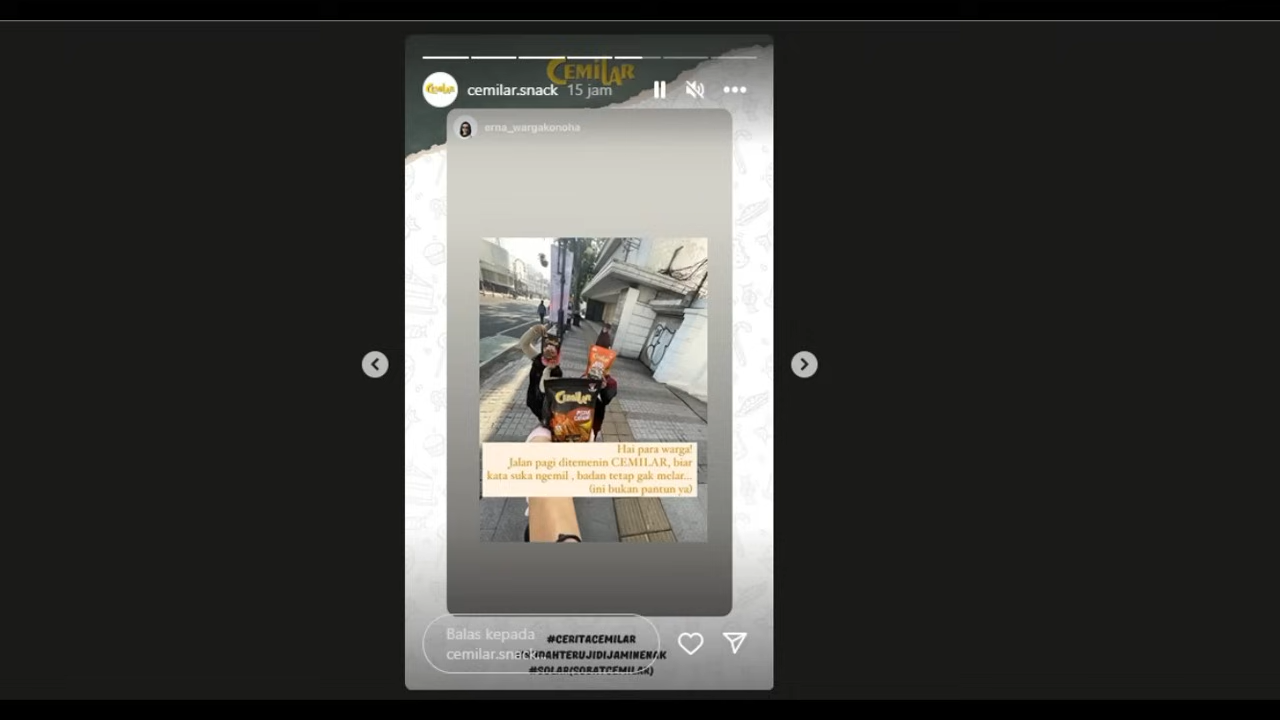 CEMILAR
cemilar.snack 15 jam
erna_wargakonoha
CEMILAR
Hai para warga!
Jalan pagi ditemenin CEMILAR, biar
kata suka ngemil , badan tetap gak melar...
(ini bukan pantun ya)
Balas kepada
cemilar.snack...
#CERITACEMILAR
#SOLAR(SOBATCEMILAR)